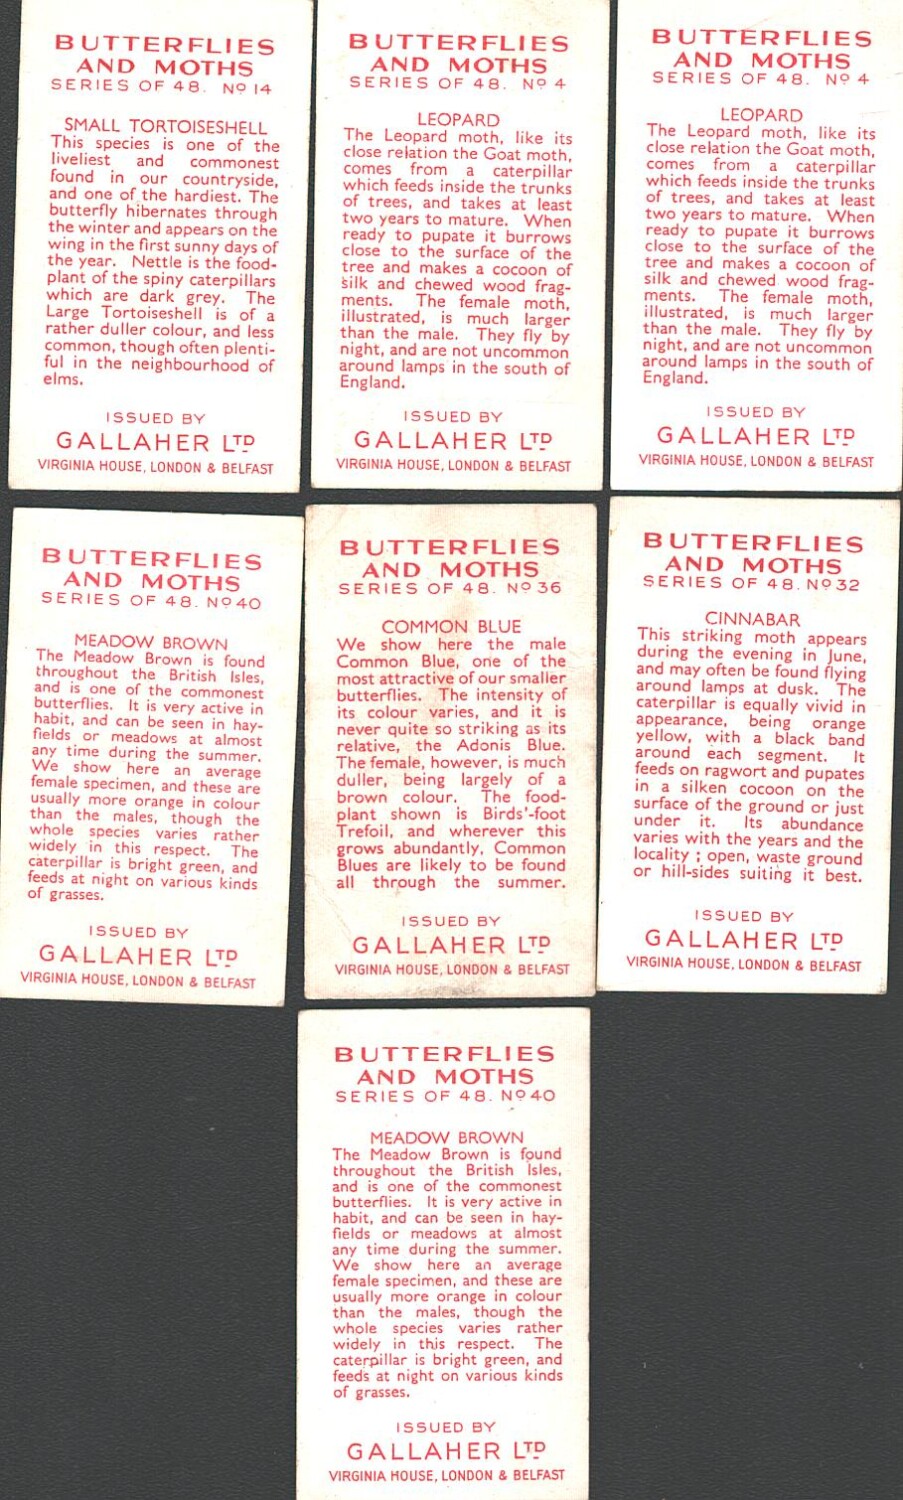 BUTTERFLIES
AND MOTHS
SERIES OF 48. Nº 14
SMALL TORTOISESHELL
This species is one of the
liveliest and commonest
found in our countryside,
and one of the hardiest. The
butterfly hibernates through
the winter and appears on the
wing in the first sunny days of
the year. Nettle is the food-
plant of the spiny caterpillars
which are dark grey. The
Large Tortoiseshell is of a
rather duller colour, and less
common, though often plenti-
ful in the neighbourhood of
elms.
ISSUED BY
GALLAHER LTD
VIRGINIA HOUSE, LONDON & BELFAST
BUTTERFLIES
AND MOTHS
SERIES OF 48. Nº 4
LEOPARD
The Leopard moth, like its
close relation the Goat moth,
comes from a caterpillar
which feeds inside the trunks
of trees, and takes at least
two years to mature. When
ready to pupate it burrows
close to the surface of the
tree and makes a cocoon of
silk and chewed wood frag-
ments. The female moth,
illustrated, is much larger
than the male. They fly by
night, and are not uncommon
around lamps in the south of
England.
ISSUED BY
GALLAHER LTD
VIRGINIA HOUSE, LONDON & BELFAST
BUTTERFLIES
AND MOTHS
SERIES OF 48. Nº 4
LEOPARD
The Leopard moth, like its
close relation the Goat moth,
comes from a caterpillar
which feeds inside the trunks
of trees, and takes at least
two years to mature. When
ready to pupate it burrows
close to the surface of the
tree and makes a cocoon of
silk and chewed wood frag-
ments. The female moth,
illustrated, is much larger
than the male. They fly by
night, and are not uncommon
around lamps in the south of
England.
ISSUED BY
GALLAHER LTD
VIRGINIA HOUSE, LONDON & BELFAST
BUTTERFLIES
AND MOTHS
SERIES OF 48. Nº 40
MEADOW BROWN
The Meadow Brown is found
throughout the British Isles,
and is one of the commonest
butterflies. It is very active in
habit, and can be seen in hay-
fields or meadows at almost
any time during the summer.
We show here an average
female specimen, and these are
usually more orange in colour
than the males, though the
whole species varies rather
widely in this respect. The
caterpillar is bright green, and
feeds at night on various kinds
of grasses.
ISSUED BY
GALLAHER LTD
VIRGINIA HOUSE, LONDON & BELFAST
BUTTERFLIES
AND MOTHS
SERIES OF 48. Nº 36
COMMON BLUE
We show here the male
Common Blue, one of the
most attractive of our smaller
butterflies. The intensity of
its colour varies, and it is
never quite so striking as its
relative, the Adonis Blue.
The female, however, is much
duller, being largely of a
brown colour. The food-
plant shown is Birds'-foot
Trefoil, and wherever this
grows abundantly, Common
Blues are likely to be found
all through the summer.
ISSUED BY
GALLAHER LTD
VIRGINIA HOUSE, LONDON & BELFAST
BUTTERFLIES
AND MOTHS
SERIES OF 48. Nº 32
CINNABAR
This striking moth appears
during the evening in June,
and may often be found flying
around lamps at dusk. The
caterpillar is equally vivid in
appearance, being orange
yellow, with a black band
around each segment. It
feeds on ragwort and pupates
in a silken cocoon on the
surface of the ground or just
under it. Its abundance
varies with the years and the
locality ; open, waste ground
or hill-sides suiting it best.
ISSUED BY
GALLAHER LTD
VIRGINIA HOUSE, LONDON & BELFAST
BUTTERFLIES
AND MOTHS
SERIES OF 48. Nº 40
MEADOW BROWN
The Meadow Brown is found
throughout the British Isles,
and is one of the commonest
butterflies. It is very active in
habit, and can be seen in hay-
fields or meadows at almost
any time during the summer.
We show here an average
female specimen, and these are
usually more orange in colour
than the males, though the
whole species varies rather
widely in this respect. The
caterpillar is bright green, and
feeds at night on various kinds
of grasses.
ISSUED BY
GALLAHER LTD
VIRGINIA HOUSE, LONDON & BELFAST